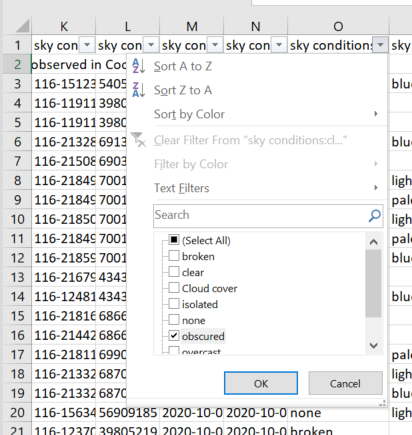 K L M N O
1 sky con sky con sky con sky con sky conditions sky
2 observed in Coo
3 116-15123 5405 blu
4 116-11911 3980
5 116-11911 3980
6 116-21328 6913 blu
7 116-21508 6903
8 116-21849 7001 ligh
9 116-21849 7001 pal
10 116-21850 7001 ligh
11 116-21849 7001 pal
12 116-21859 7001 blu
13 116-21679 4343
14 116-12481 4343 blu
15 116-21816 6866
16 116-21442 6866
17 116-21811 6990 pal
18 116-21332 6870 ligh
19 116-21332 6870 blu
20 116-15634 56909185 2020-10-0 2020-10-0 none ligh
21 116-12370 39805219 2020-10-0 2020-10-0 broken
Sort A to Z
Sort Z to A
Sort by Color
Clear Filter From "sky conditions:cl..."
Filter by Color
Text Filters
Search
(Select All)
broken
clear
Cloud cover
isolated
none
obscured
overcast
OK Cancel